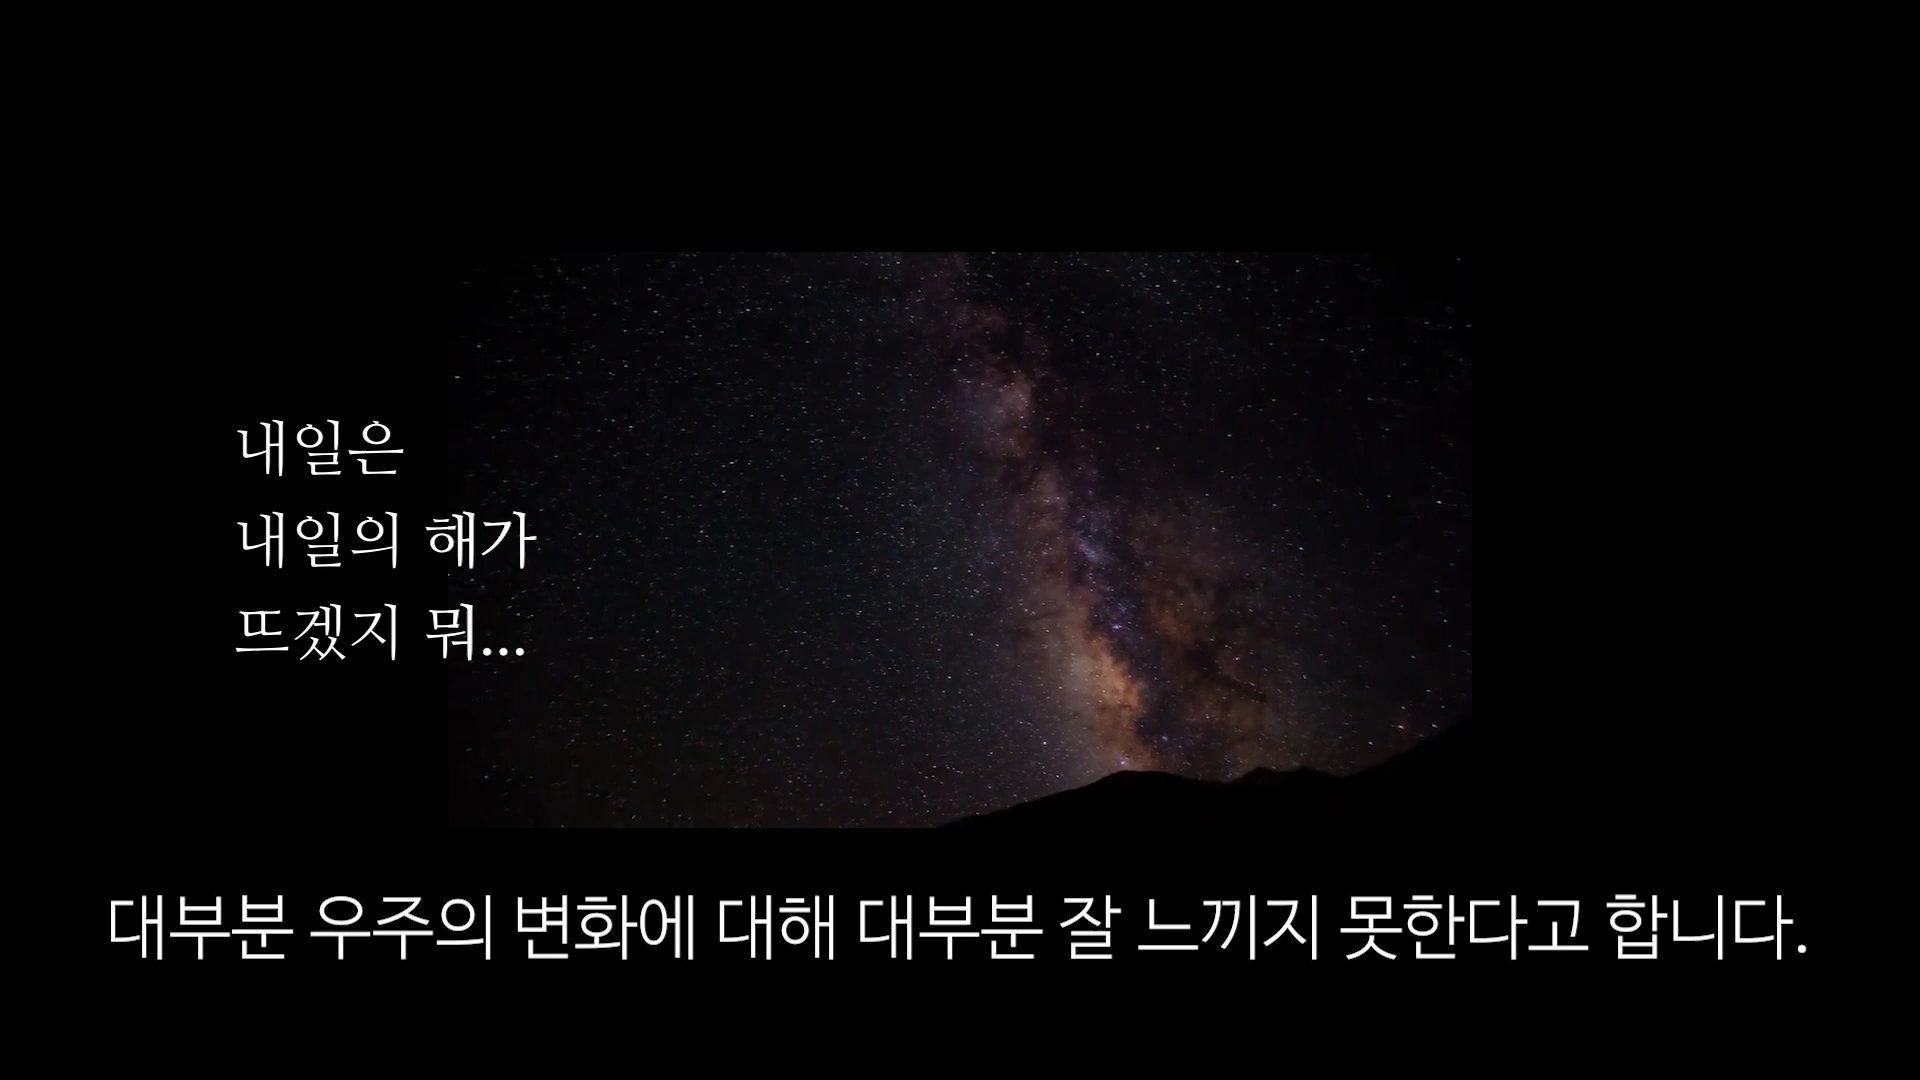 내일은
내일의 해가
뜨겠지 뭐...
대부분 우주의 변화에 대해 대부분 잘 느끼지 못한다고 합니다.